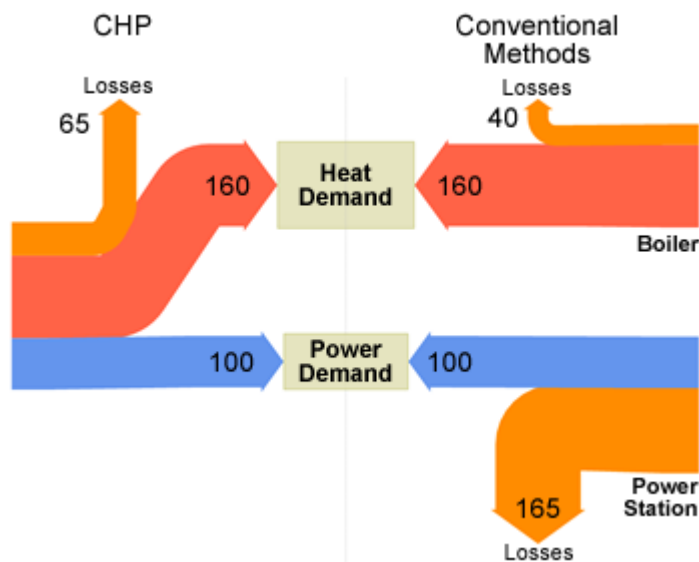 CHP
Conventional
Methods
Losses
65
Losses
40
160
Heat
Demand
160
Boiler
100
Power
Demand
100
165
Power
Station
Losses